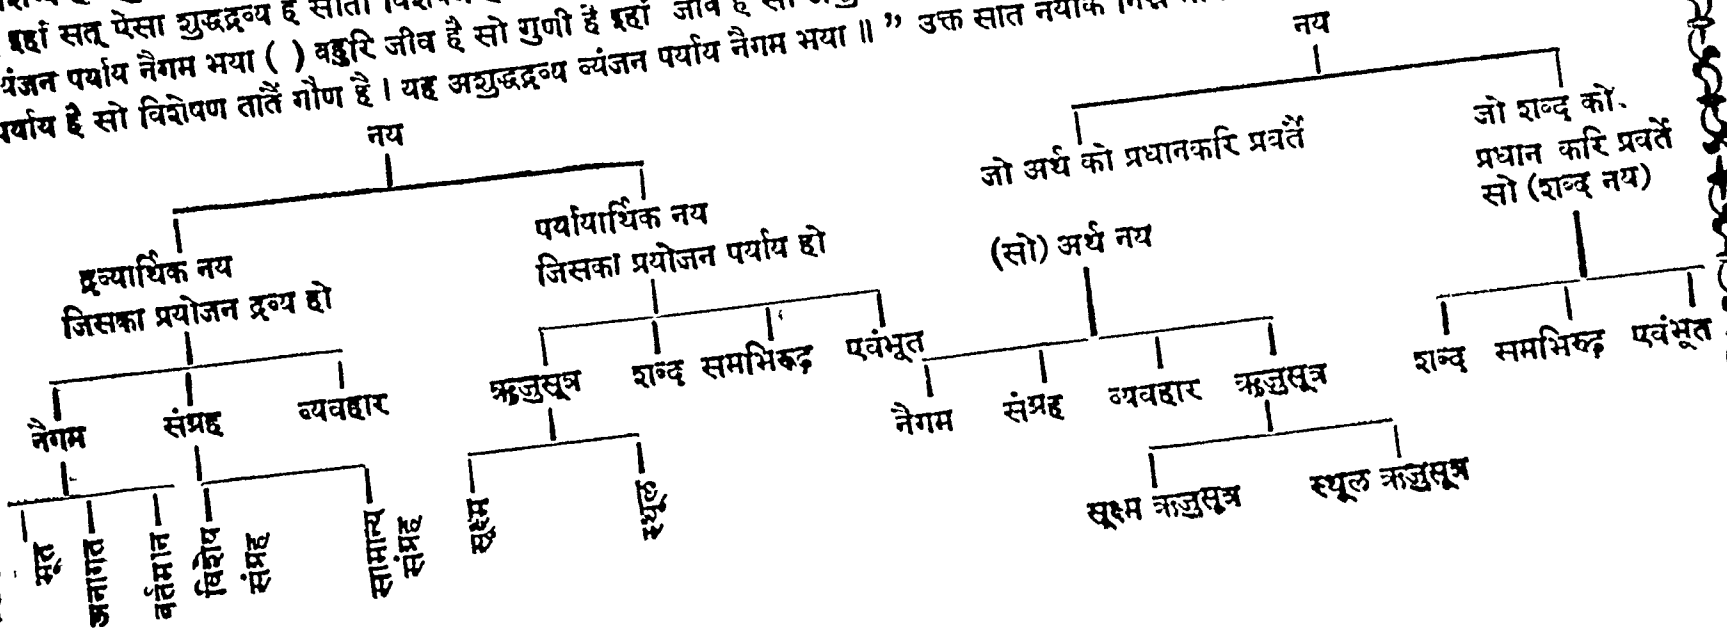 इहां सत् ऐसा शुद्धद्रव्य है सोतो
यंजन पर्याय नैगम भया ( ) बहुरि जीव है सो गुणी है इहां जीव है सो
पर्याय है सो विशेषण तातैं गौण है । यह अशुद्धद्रव्य व्यंजन पर्याय नैगम भया ॥ ” उक्त सात नयोंके
नय
द्रव्यार्थिक नय
जिसका प्रयोजन द्रव्य हो
पर्यायार्थिक नय
जिसका प्रयोजन पर्याय हो
नैगम संग्रह व्यवहार
ऋजुसूत्र शब्द समभिरूढ़ एवंभूत
भूत
अनागत
वर्तमान
विशेष
संग्रह
सामान्य
संग्रह
सूक्ष्म
स्थूल
नय
जो अर्थ को प्रधानकरि प्रवर्तै
(सो) अर्थ नय
जो शब्द को
प्रधान करि प्रवर्ते
सो (शब्द नय)
नैगम संग्रह व्यवहार ऋजुसूत्र
शब्द समभिरूढ़ एवंभूत
सूक्ष्म ऋजुसूत्र स्थूल ऋजुसूत्र